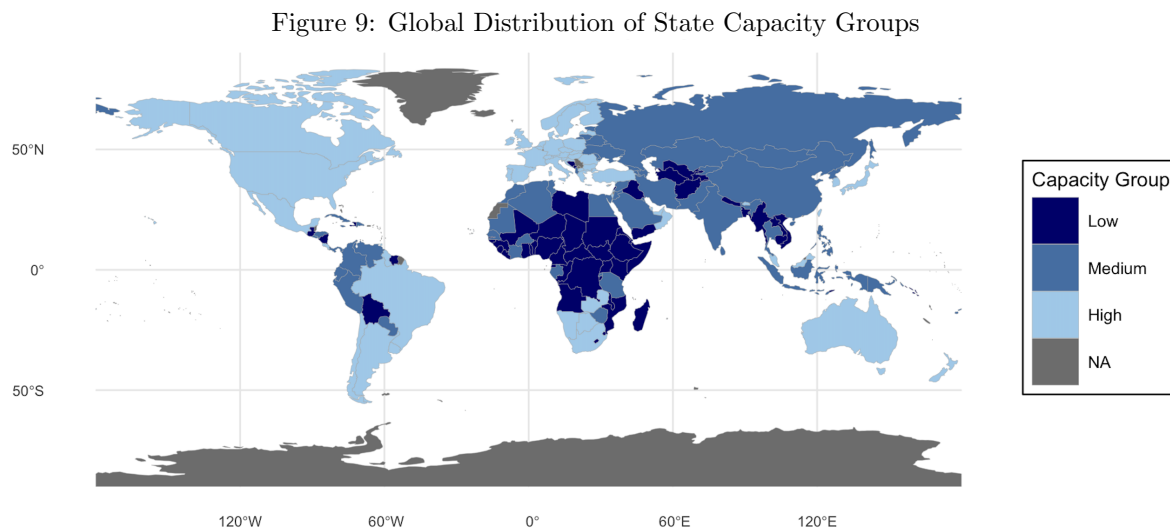 Figure 9: Global Distribution of State Capacity Groups
50°N
0°
50°S
120°W
60°W
0°
60°E
120°E
Capacity Group
Low
Medium
High
NA